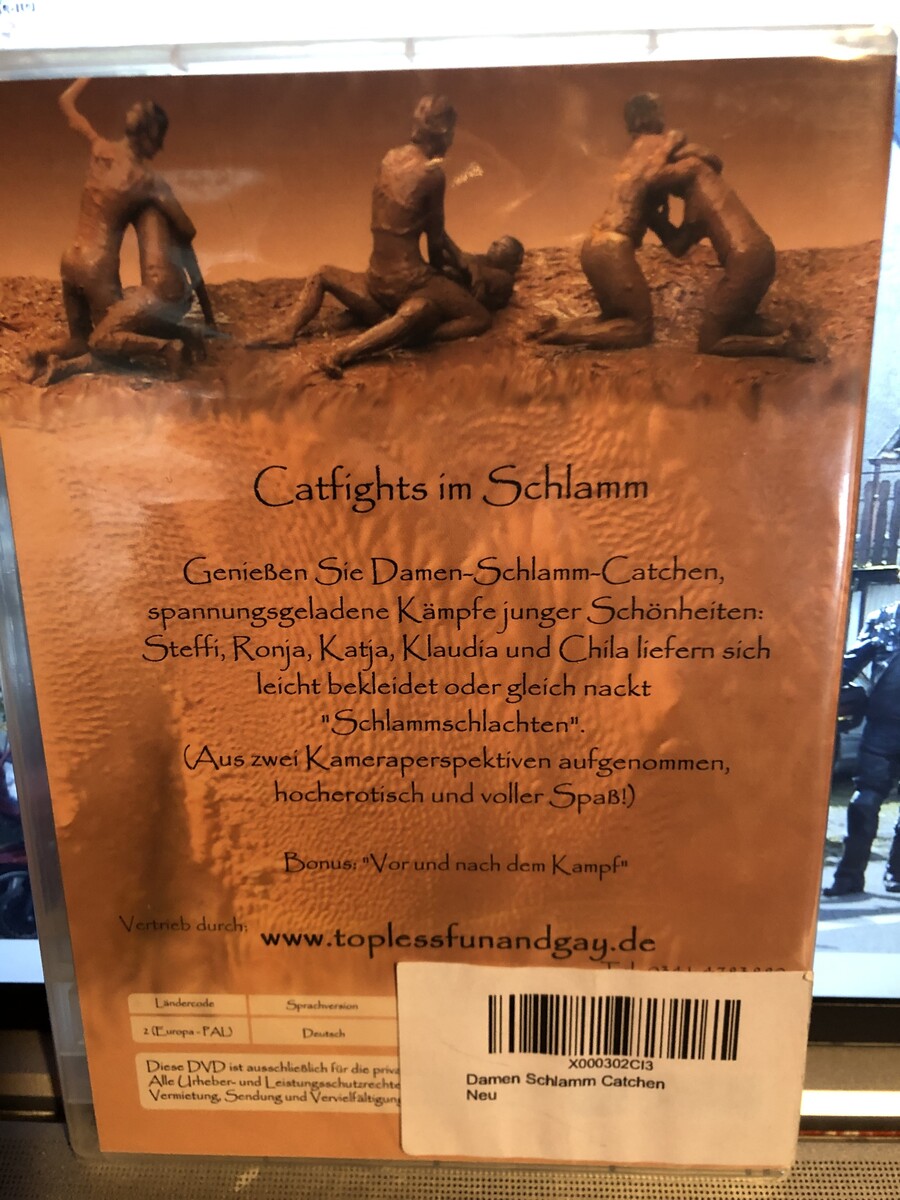 Catfights im Schlamm
Genießen Sie Damen-Schlamm-Catchen,
spannungsgeladene Kämpfe junger Schönheiten:
Steffi, Ronja, Katja, Klaudia und Chila liefern sich
leicht bekleidet oder gleich nackt
"Schlammschlachten".
(Aus zwei Kameraperspektiven aufgenommen,
hocherotisch und voller Spaß!)
Bonus: "Vor und nach dem Kampf"
Vertrieb durch:
www.toplessfunandgay.de
Ländercode
Sprachversion
2 (Europa - PAL)
Deutsch
Diese DVD ist ausschließlich für die
Alle Urheber- und Leistungsschutzrechte
Vermietung, Sendung und Vervielfältigung
X000302CI3
Damen Schlamm Catchen
Neu